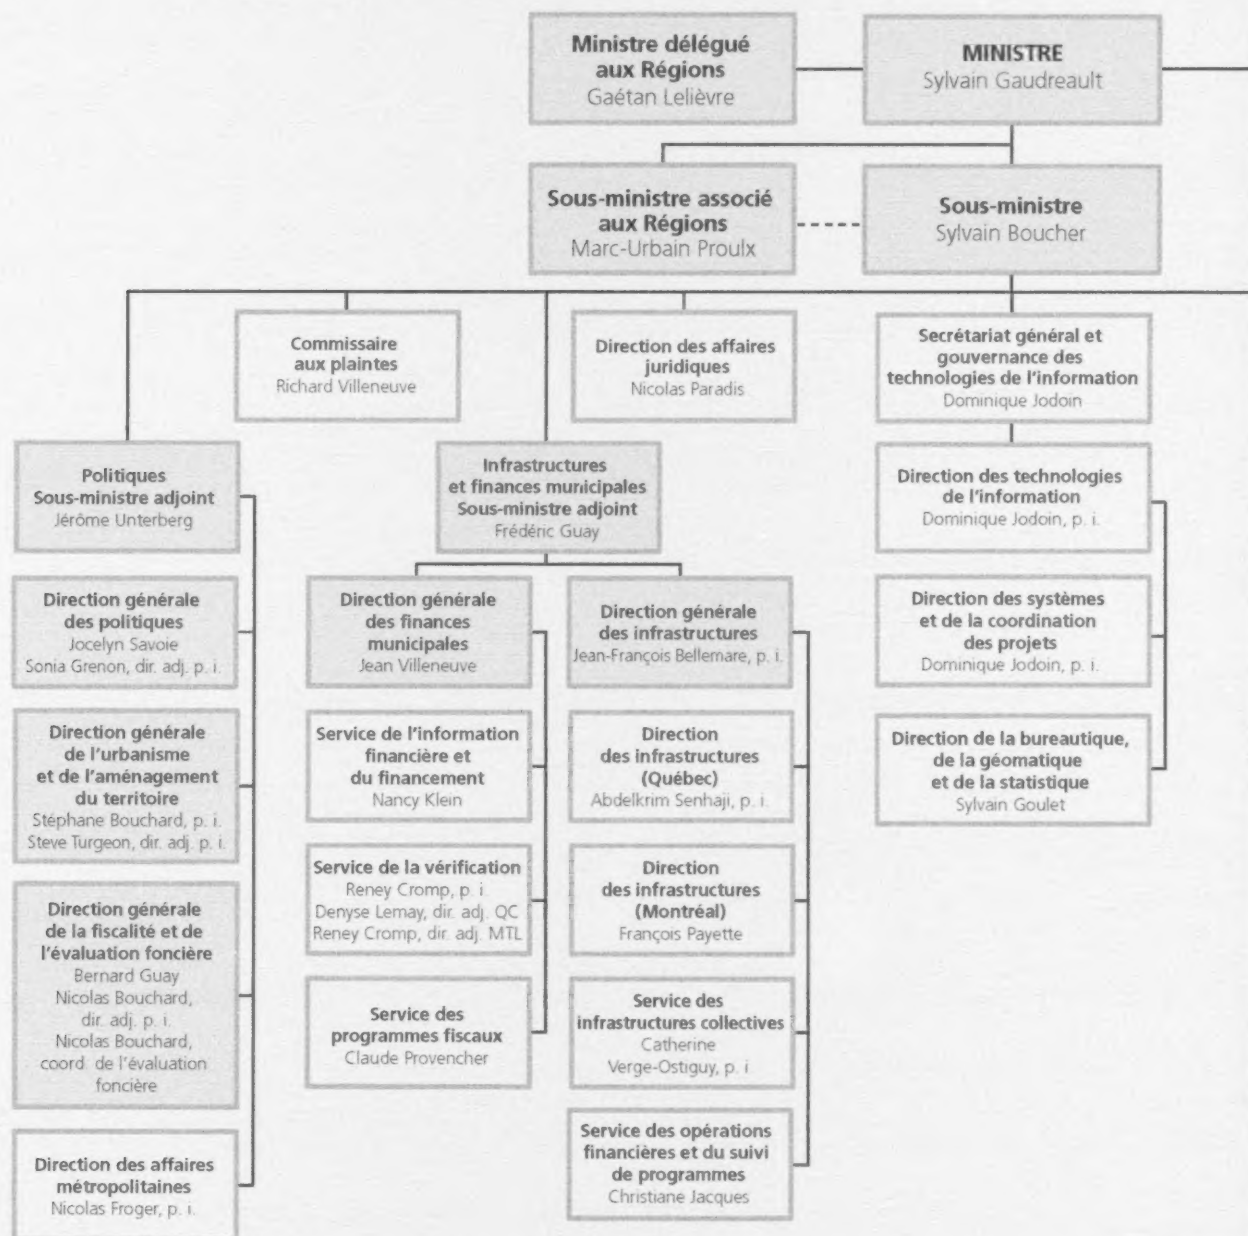 Ministre délégué
aux Régions
Gaétan Lelièvre
MINISTRE
Sylvain Gaudreault
Sous-ministre associé
aux Régions
Marc-Urbain Proulx
Sous-ministre
Sylvain Boucher
Commissaire
aux plaintes
Richard Villeneuve
Direction des affaires
juridiques
Nicolas Paradis
Secrétariat général et
gouvernance des
technologies de l'information
Dominique Jodoin
Politiques
Sous-ministre adjoint
Jérôme Unterberg
Infrastructures
et finances municipales
Sous-ministre adjoint
Frédéric Guay
Direction des technologies
de l'information
Dominique Jodoin, p. i.
Direction générale
des politiques
Jocelyn Savoie
Sonia Grenon, dir. adj. p. i.
Direction générale
des finances
municipales
Jean Villeneuve
Direction générale
des infrastructures
Jean-François Bellemare, p. i.
Direction des systèmes
et de la coordination
des projets
Dominique Jodoin, p. i.
Direction générale
de l'urbanisme
et de l'aménagement
du territoire
Stéphane Bouchard, p. i.
Steve Turgeon, dir. adj. p. i.
Service de l'information
financière et
du financement
Nancy Klein
Direction
des infrastructures
(Québec)
Abdelkrim Senhaji, p. i.
Direction de la bureautique,
de la géomatique
et de la statistique
Sylvain Goulet
Service de la vérification
Reney Cromp, p. i
Denyse Lemay, dir. adj. QC
Reney Cromp, dir. adj. MTL
Direction
des infrastructures
(Montréal)
François Payette
Direction générale
de la fiscalité et de
l'évaluation foncière
Bernard Guay
Nicolas Bouchard,
dir. adj. p. i.
Nicolas Bouchard,
coord. de l'évaluation
foncière
Service des
programmes fiscaux
Claude Provencher
Service des
infrastructures collectives
Catherine
Verge-Ostiguy, p. i
Direction des affaires
métropolitaines
Nicolas Froger, p. i.
Service des opérations
financières et du suivi
de programmes
Christiane Jacques